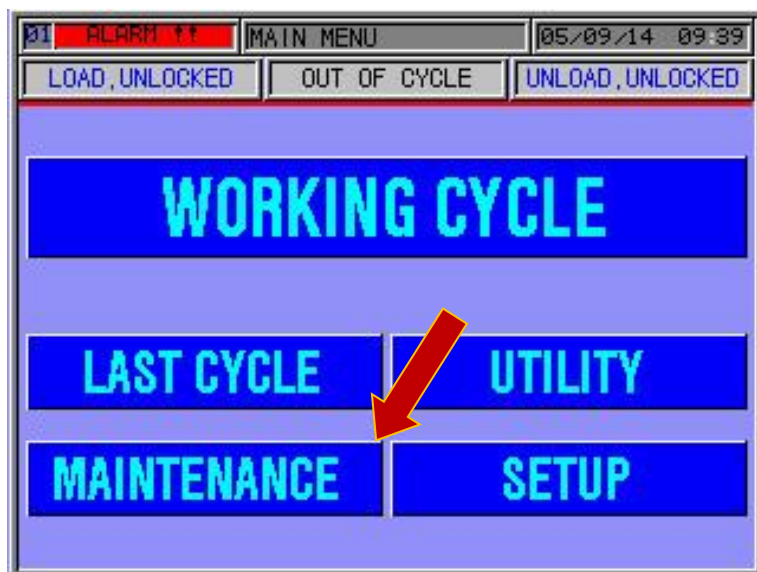 01 ALARM !! MAIN MENU 05/09/14 09:39
LOAD,UNLOCKED OUT OF CYCLE UNLOAD,UNLOCKED
WORKING CYCLE
LAST CYCLE UTILITY
MAINTENANCE SETUP